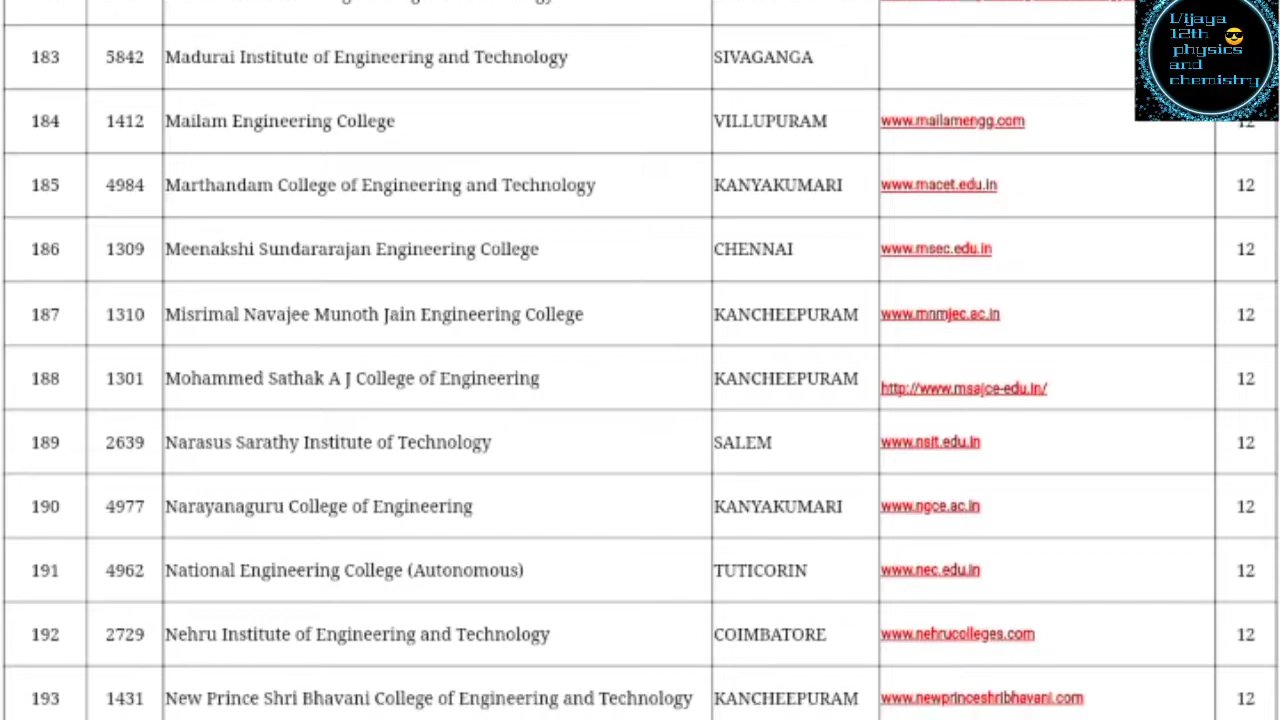 183 5842 Madurai Institute of Engineering and Technology SIVAGANGA
184 1412 Mailam Engineering College VILLUPURAM www.mailamengg.com 12
185 4984 Marthandam College of Engineering and Technology KANYAKUMARI www.macet.edu.in 12
186 1309 Meenakshi Sundararajan Engineering College CHENNAI www.msec.edu.in 12
187 1310 Misrimal Navajee Munoth Jain Engineering College KANCHEEPURAM www.mnmjec.ac.in 12
188 1301 Mohammed Sathak A J College of Engineering KANCHEEPURAM http://www.msajce-edu.in/ 12
189 2639 Narasus Sarathy Institute of Technology SALEM www.nsit.edu.in 12
190 4977 Narayanaguru College of Engineering KANYAKUMARI www.ngce.ac.in 12
191 4962 National Engineering College (Autonomous) TUTICORIN www.nec.edu.in 12
192 2729 Nehru Institute of Engineering and Technology COIMBATORE www.nehrucolleges.com 12
193 1431 New Prince Shri Bhavani College of Engineering and Technology KANCHEEPURAM www.newprinceshribhavani.com 12
Vijaya
12th 😎
physics
and
chemistry